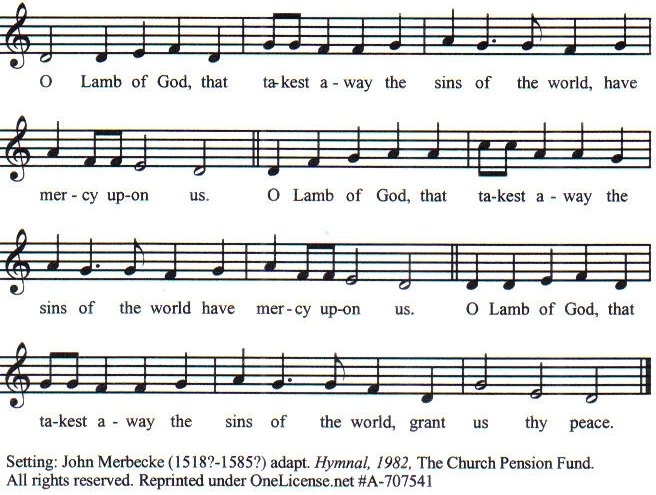 O Lamb of God, that ta-kest a - way the sins of the world, have
mer - cy up-on us. O Lamb of God, that ta-kest a - way the
sins of the world have mer - cy up-on us. O Lamb of God, that
ta-kest a - way the sins of the world, grant us thy peace.
Setting: John Merbecke (1518?-1585?) adapt. Hymnal, 1982, The Church Pension Fund.
All rights reserved. Reprinted under OneLicense.net #A-707541